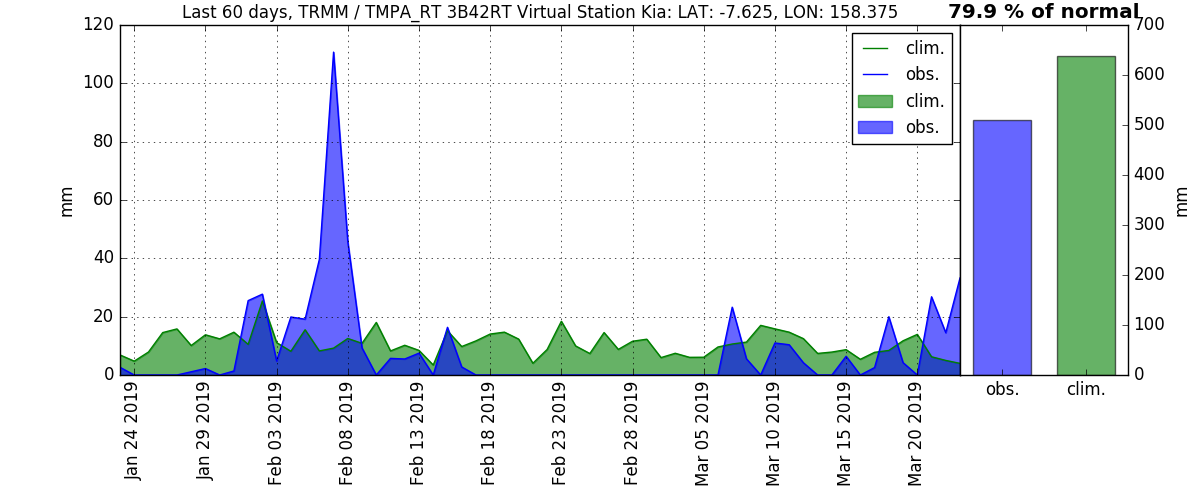 Last 60 days, TRMM / TMPA_RT 3B42RT Virtual Station Kia: LAT: -7.625, LON: 158.375
79.9 % of normal
120
100
80
60
40
20
0
mm
clim.
obs.
clim.
obs.
Jan 24 2019
Jan 29 2019
Feb 03 2019
Feb 08 2019
Feb 13 2019
Feb 18 2019
Feb 23 2019
Feb 28 2019
Mar 05 2019
Mar 10 2019
Mar 15 2019
Mar 20 2019
700
600
500
400
300
200
100
0
mm
obs.
clim.